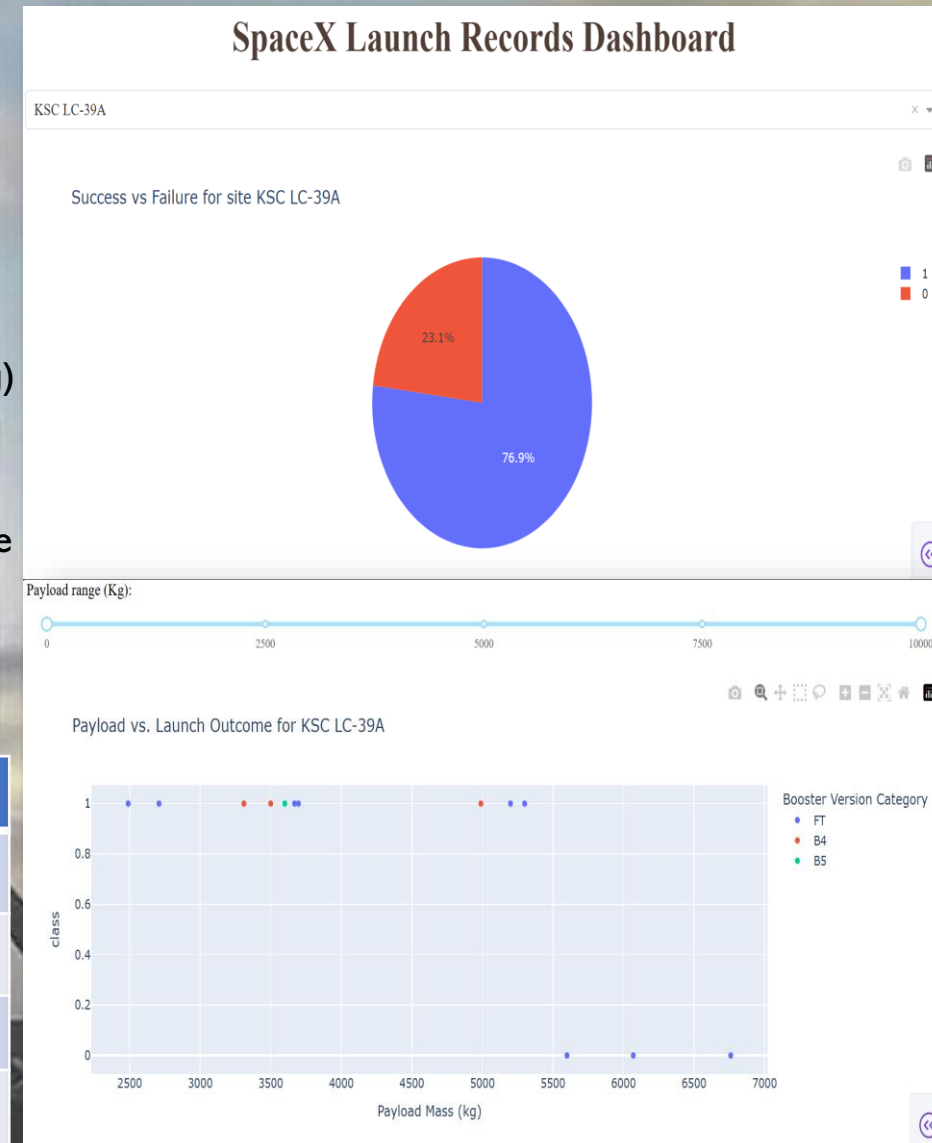 SpaceX Launch Records Dashboard
KSC LC-39A
Success vs Failure for site KSC LC-39A
1
0
23.1%
76.9%
)
e
Payload range (Kg):
0 2500 5000 7500 10000
Payload vs. Launch Outcome for KSC LC-39A
Booster Version Category
FT
B4
B5
1
0.8
0.6
0.4
0.2
0
class
2500 3000 3500 4000 4500 5000 5500 6000 6500 7000
Payload Mass (kg)